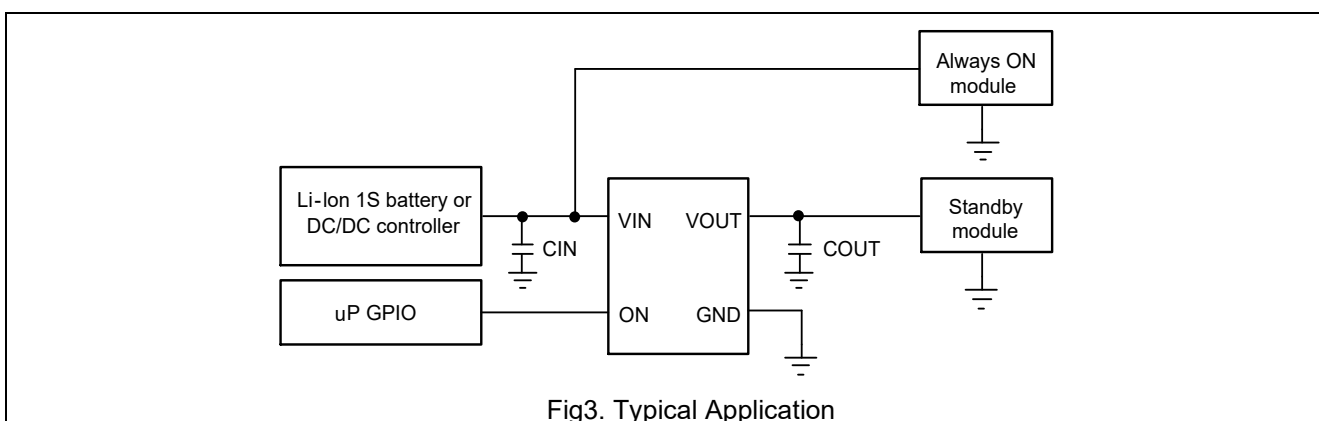 Always ON
module
Li-Ion 1S battery or
DC/DC controller
VIN
VOUT
Standby
module
CIN
COUT
uP GPIO
ON
GND
Fig3. Typical Application